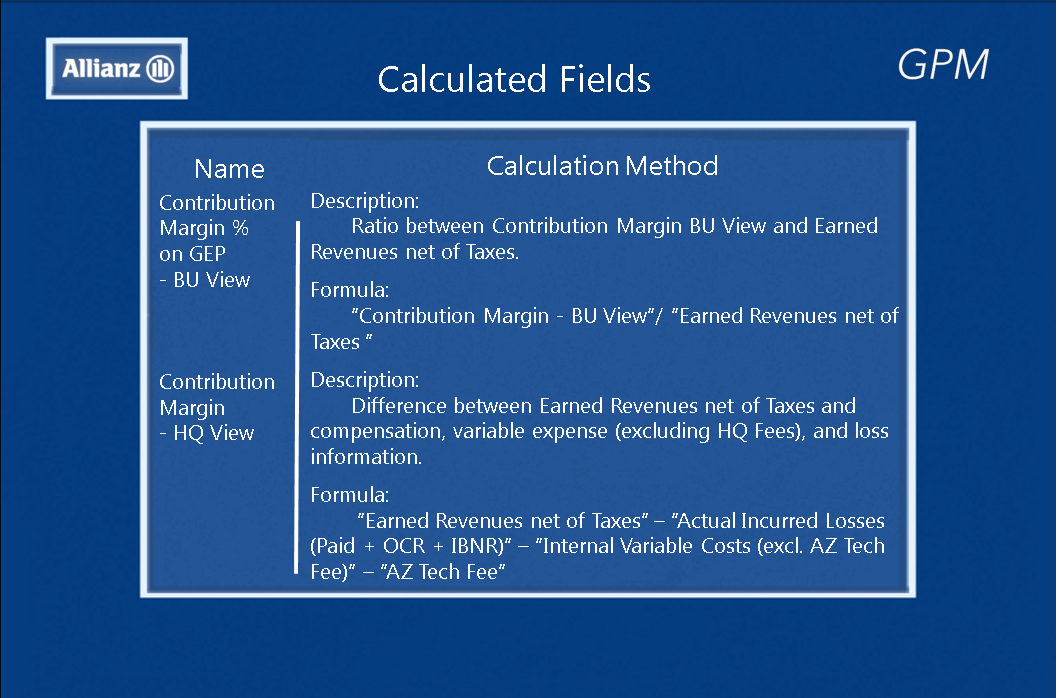 Allianz
Calculated Fields
GPM
Name
Calculation Method
Contribution
Margin %
on GEP
- BU View
Description:
Ratio between Contribution Margin BU View and Earned
Revenues net of Taxes.
Formula:
"Contribution Margin - BU View"/ "Earned Revenues net of
Taxes "
Contribution
Margin
- HQ View
Description:
Difference between Earned Revenues net of Taxes and
compensation, variable expense (excluding HQ Fees), and loss
information.
Formula:
"Earned Revenues net of Taxes" – "Actual Incurred Losses
(Paid + OCR + IBNR)" – "Internal Variable Costs (excl. AZ Tech
Fee)" – "AZ Tech Fee"